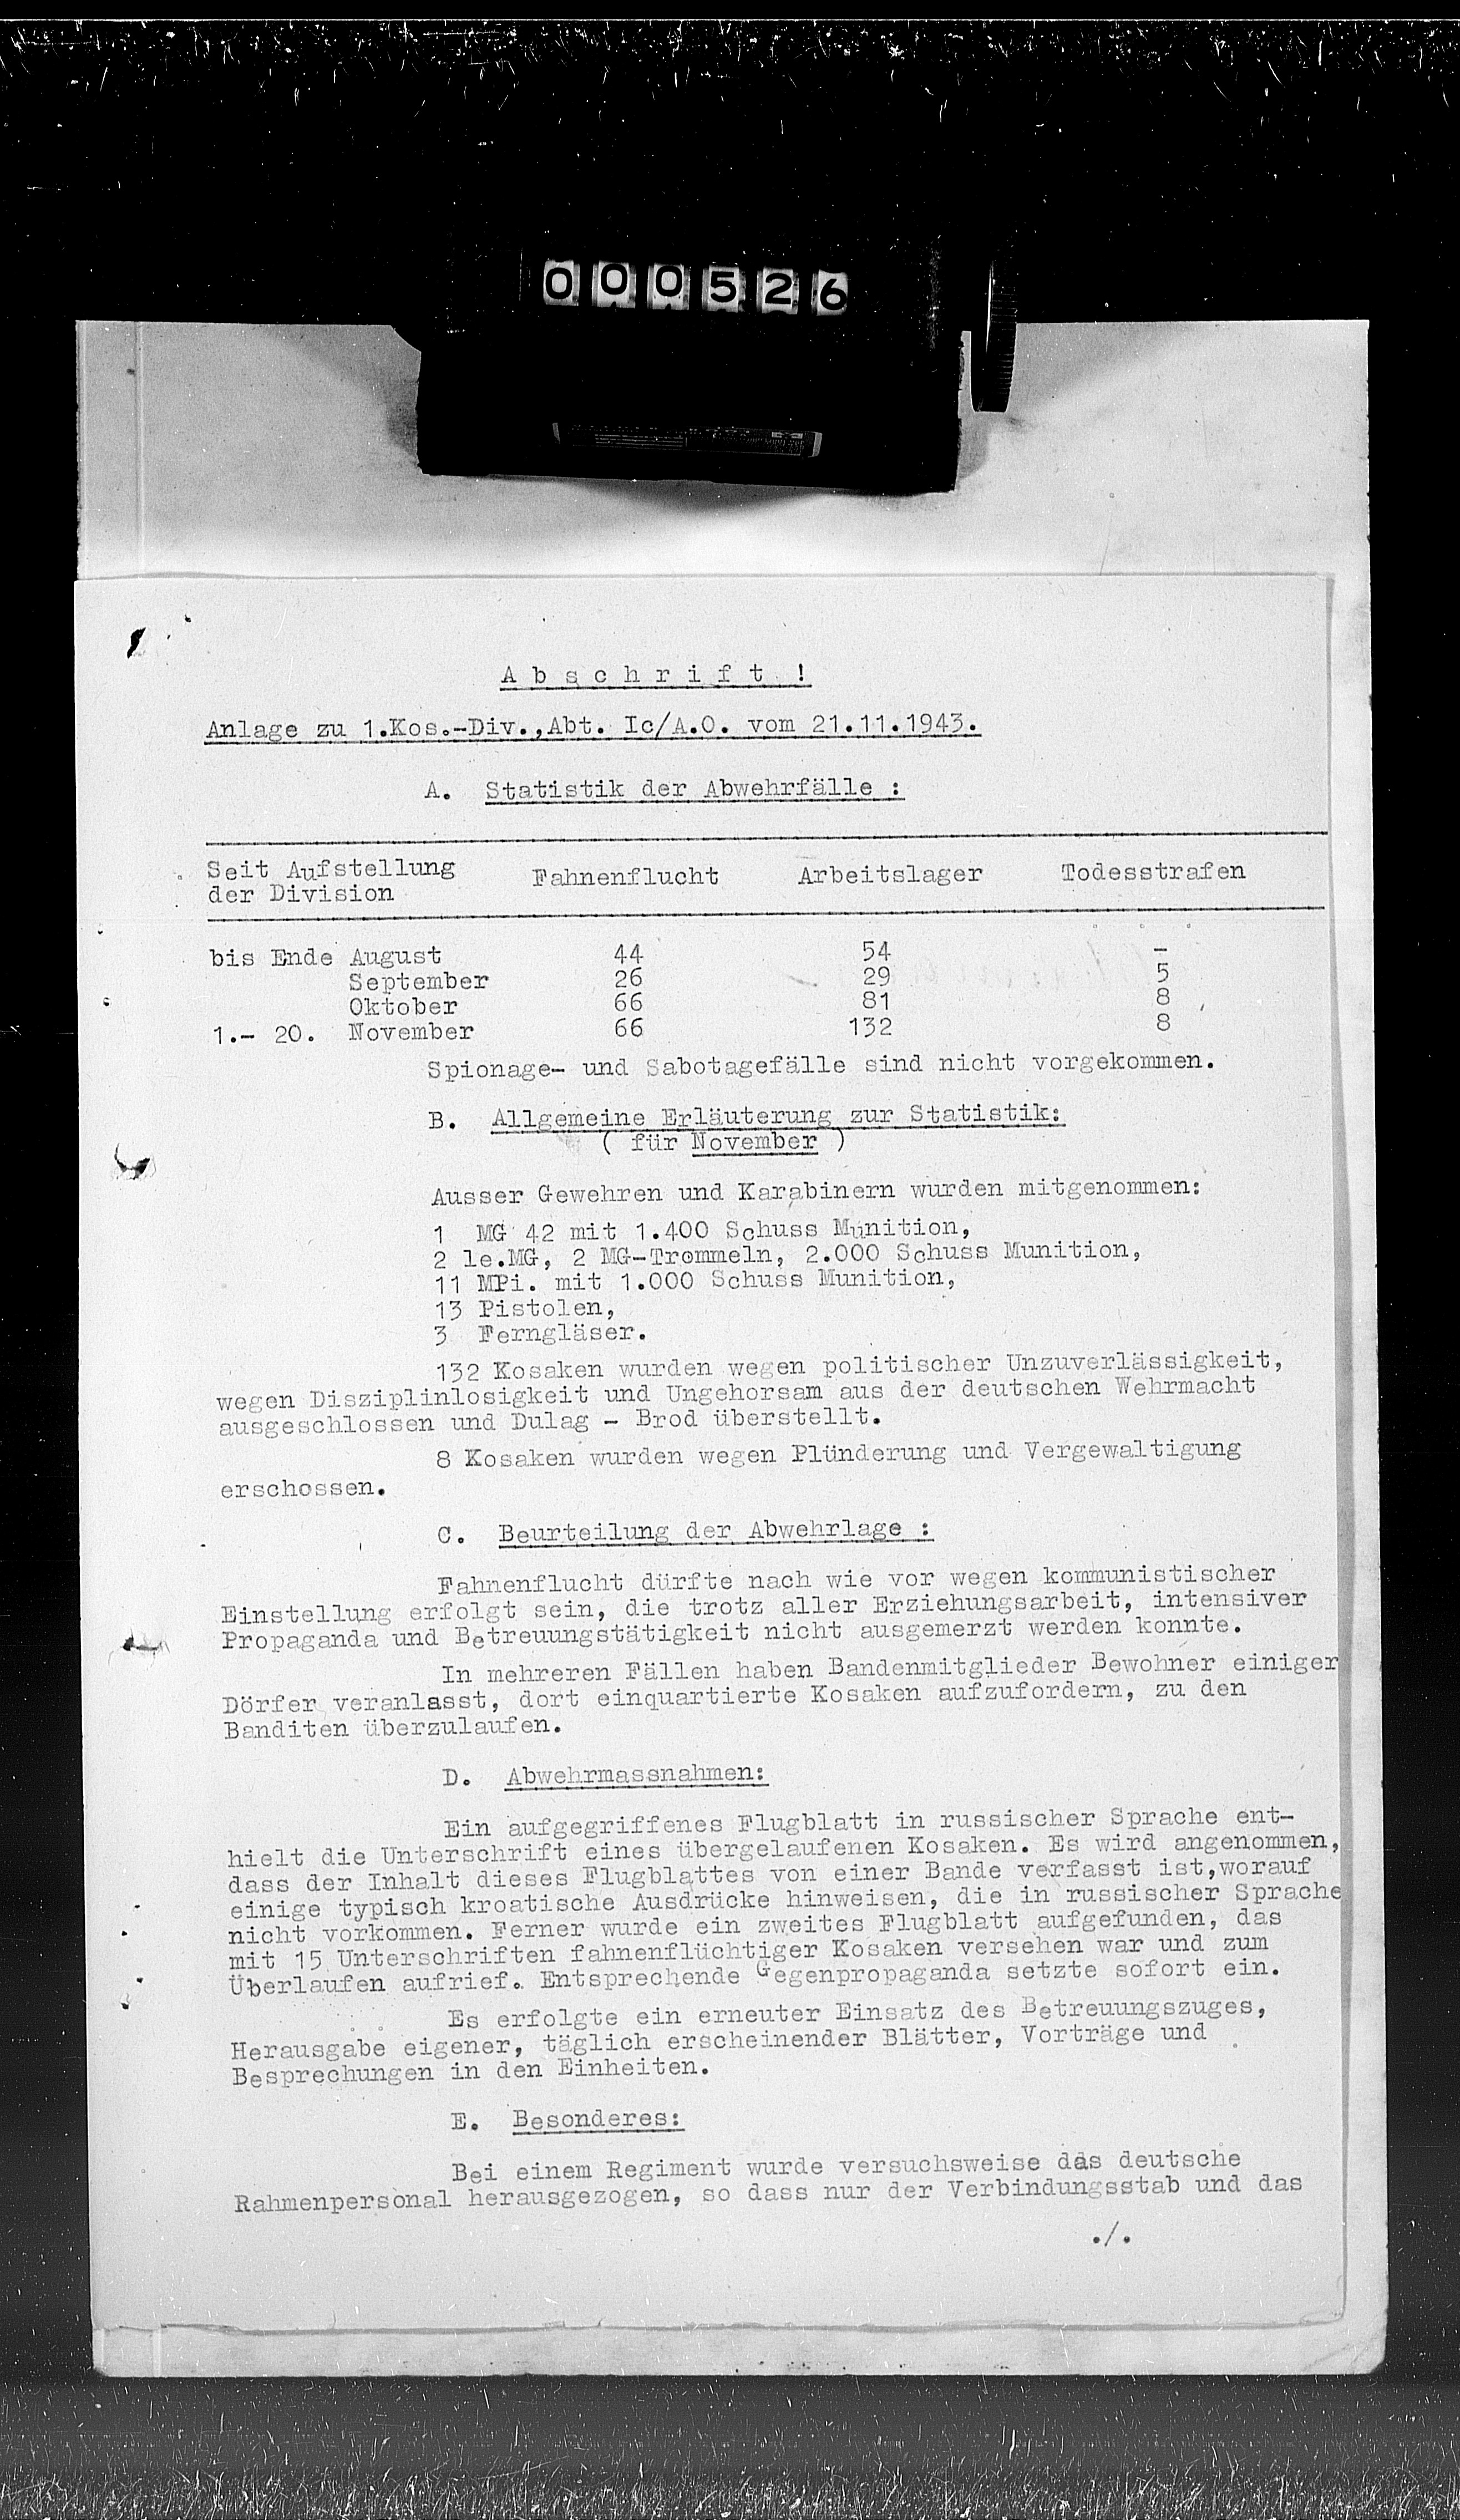 000526
Abschrift !
Anlage zu 1.Kos.-Div.,Abt. Ic/A.O. vom 21.11.1943.
A. Statistik der Abwehrfälle :
Seit Aufstellung der Division Fahnenflucht Arbeitslager Todesstrafen
bis Ende August 44 54 -
September 26 29 5
Oktober 66 81 8
1.- 20. November 66 132 8
Spionage- und Sabotagefälle sind nicht vorgekommen.
B. Allgemeine Erläuterung zur Statistik:
( für November )
Ausser Gewehren und Karabinern wurden mitgenommen:
1 MG 42 mit 1.400 Schuss Munition,
2 le.MG, 2 MG-Trommeln, 2.000 Schuss Munition,
11 MPi. mit 1.000 Schuss Munition,
13 Pistolen,
3 Ferngläser.
132 Kosaken wurden wegen politischer Unzuverlässigkeit,
wegen Disziplinlosigkeit und Ungehorsam aus der deutschen Wehrmacht
ausgeschlossen und Dulag - Brod überstellt.
8 Kosaken wurden wegen Plünderung und Vergewaltigung
erschossen.
C. Beurteilung der Abwehrlage :
Fahnenflucht dürfte nach wie vor wegen kommunistischer
Einstellung erfolgt sein, die trotz aller Erziehungsarbeit, intensiver
Propaganda und Betreuungstätigkeit nicht ausgemerzt werden konnte.
In mehreren Fällen haben Bandenmitglieder Bewohner einiger
Dörfer veranlasst, dort einquartierte Kosaken aufzufordern, zu den
Banditen überzulaufen.
D. Abwehrmassnahmen:
Ein aufgegriffenes Flugblatt in russischer Sprache ent-
hielt die Unterschrift eines übergelaufenen Kosaken. Es wird angenommen,
dass der Inhalt dieses Flugblattes von einer Bande verfasst ist,worauf
einige typisch kroatische Ausdrücke hinweisen, die in russischer Sprache
nicht vorkommen. Ferner wurde ein zweites Flugblatt aufgefunden, das
mit 15 Unterschriften fahnenflüchtiger Kosaken versehen war und zum
Überlaufen aufrief. Entsprechende Gegenpropaganda setzte sofort ein.
Es erfolgte ein erneuter Einsatz des Betreuungszuges,
Herausgabe eigener, täglich erscheinender Blätter, Vorträge und
Besprechungen in den Einheiten.
E. Besonderes:
Bei einem Regiment wurde versuchsweise das deutsche
Rahmenpersonal herausgezogen, so dass nur der Verbindungsstab und das
./.